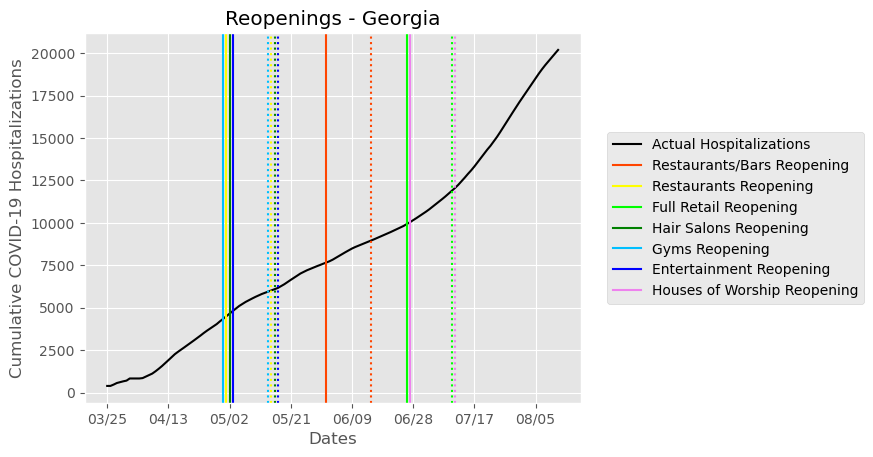 Reopenings - Georgia
Cumulative COVID-19 Hospitalizations
20000
17500
15000
12500
10000
7500
5000
2500
0
03/25 04/13 05/02 05/21 06/09 06/28 07/17 08/05
Dates
Actual Hospitalizations
Restaurants/Bars Reopening
Restaurants Reopening
Full Retail Reopening
Hair Salons Reopening
Gyms Reopening
Entertainment Reopening
Houses of Worship Reopening